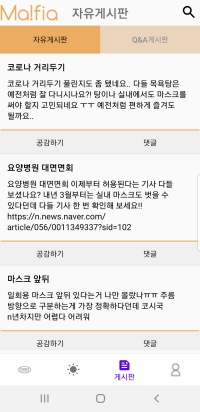 Malfia 자유게시판
자유게시판 Q&A게시판
코로나 거리두기
코로나 거리두기 풀린지도 좀 됐네요.. 다들 목욕탕은
예전처럼 잘 다니시나요?! 탕이나 실내에서도 마스크를
써야 할지 고민되네요 ㅜㅜ 예전처럼 편하게 즐겨도
될까요..
공감하기 댓글
요양병원 대면면회
요양병원 대면면회 이제부터 허용된다는 기사 다들
보셨나요? 내년 3월부터는 실내 마스크도 벗을 수
있다던데 다들 기사 한 번 확인해 보세요!!
https://n.news.naver.com/
article/056/0011349337?sid=102
공감하기 댓글
마스크 앞뒤
일회용 마스크 앞뒤 있다는거 나만 몰랐나ㅠㅠ 주름
방향으로 구분하는게 가장 정확하다던데 코시국
n년차지만 어렵다 어려워
공감하기 댓글
게시판